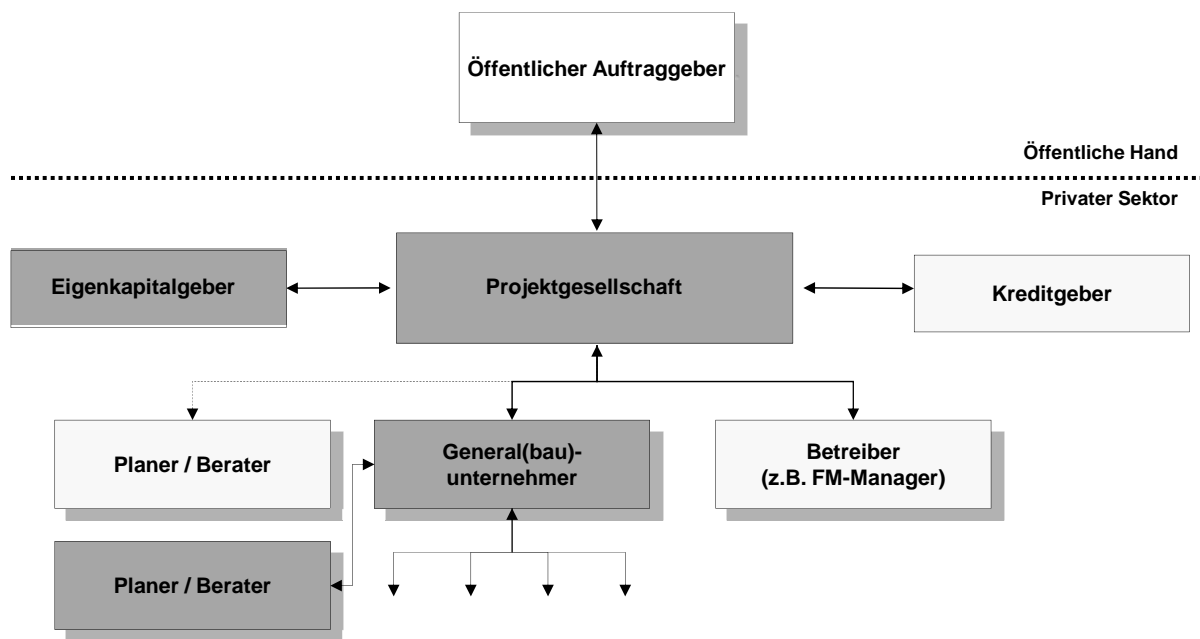 Öffentlicher Auftraggeber
Öffentliche Hand
Privater Sektor
Eigenkapitalgeber
Projektgesellschaft
Kreditgeber
Planer / Berater
General(bau)-
unternehmer
Betreiber
(z.B. FM-Manager)
Planer / Berater